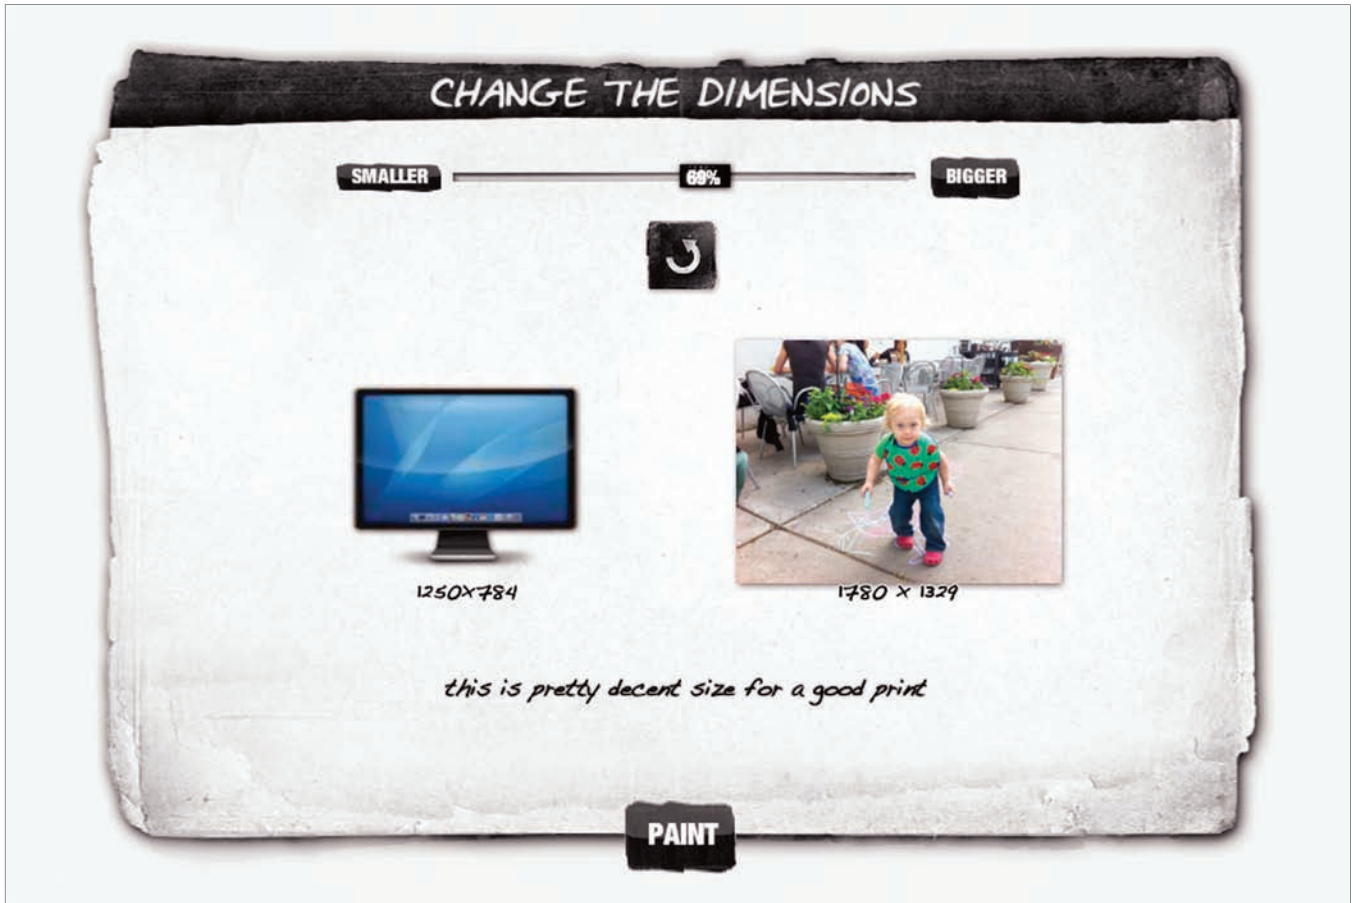 CHANGE THE DIMENSIONS
SMALLER 69% BIGGER
1250X784
1780 X 1329
this is pretty decent size for a good print
PAINT